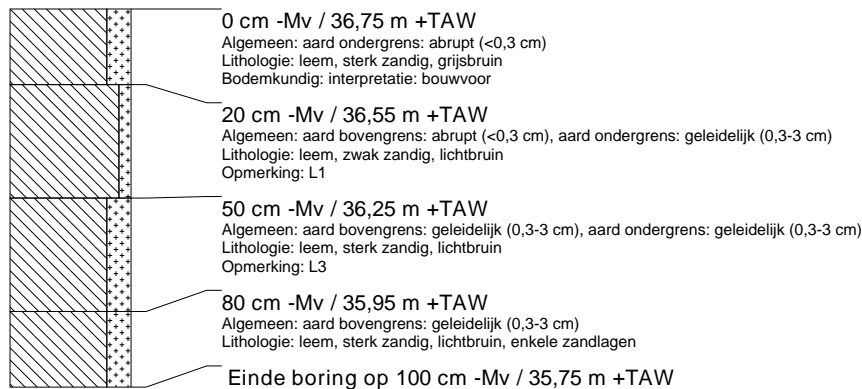 0 cm -Mv / 36,75 m +TAW
Algemeen: aard ondergrens: abrupt (<0,3 cm)
Lithologie: leem, sterk zandig, grijsbruin
Bodemkundig: interpretatie: bouwvoor
20 cm -Mv / 36,55 m +TAW
Algemeen: aard bovengrens: abrupt (<0,3 cm), aard ondergrens: geleidelijk (0,3-3 cm)
Lithologie: leem, zwak zandig, lichtbruin
Opmerking: L1
50 cm -Mv / 36,25 m +TAW
Algemeen: aard bovengrens: geleidelijk (0,3-3 cm), aard ondergrens: geleidelijk (0,3-3 cm)
Lithologie: leem, sterk zandig, lichtbruin
Opmerking: L3
80 cm -Mv / 35,95 m +TAW
Algemeen: aard bovengrens: geleidelijk (0,3-3 cm)
Lithologie: leem, sterk zandig, lichtbruin, enkele zandlagen
Einde boring op 100 cm -Mv / 35,75 m +TAW